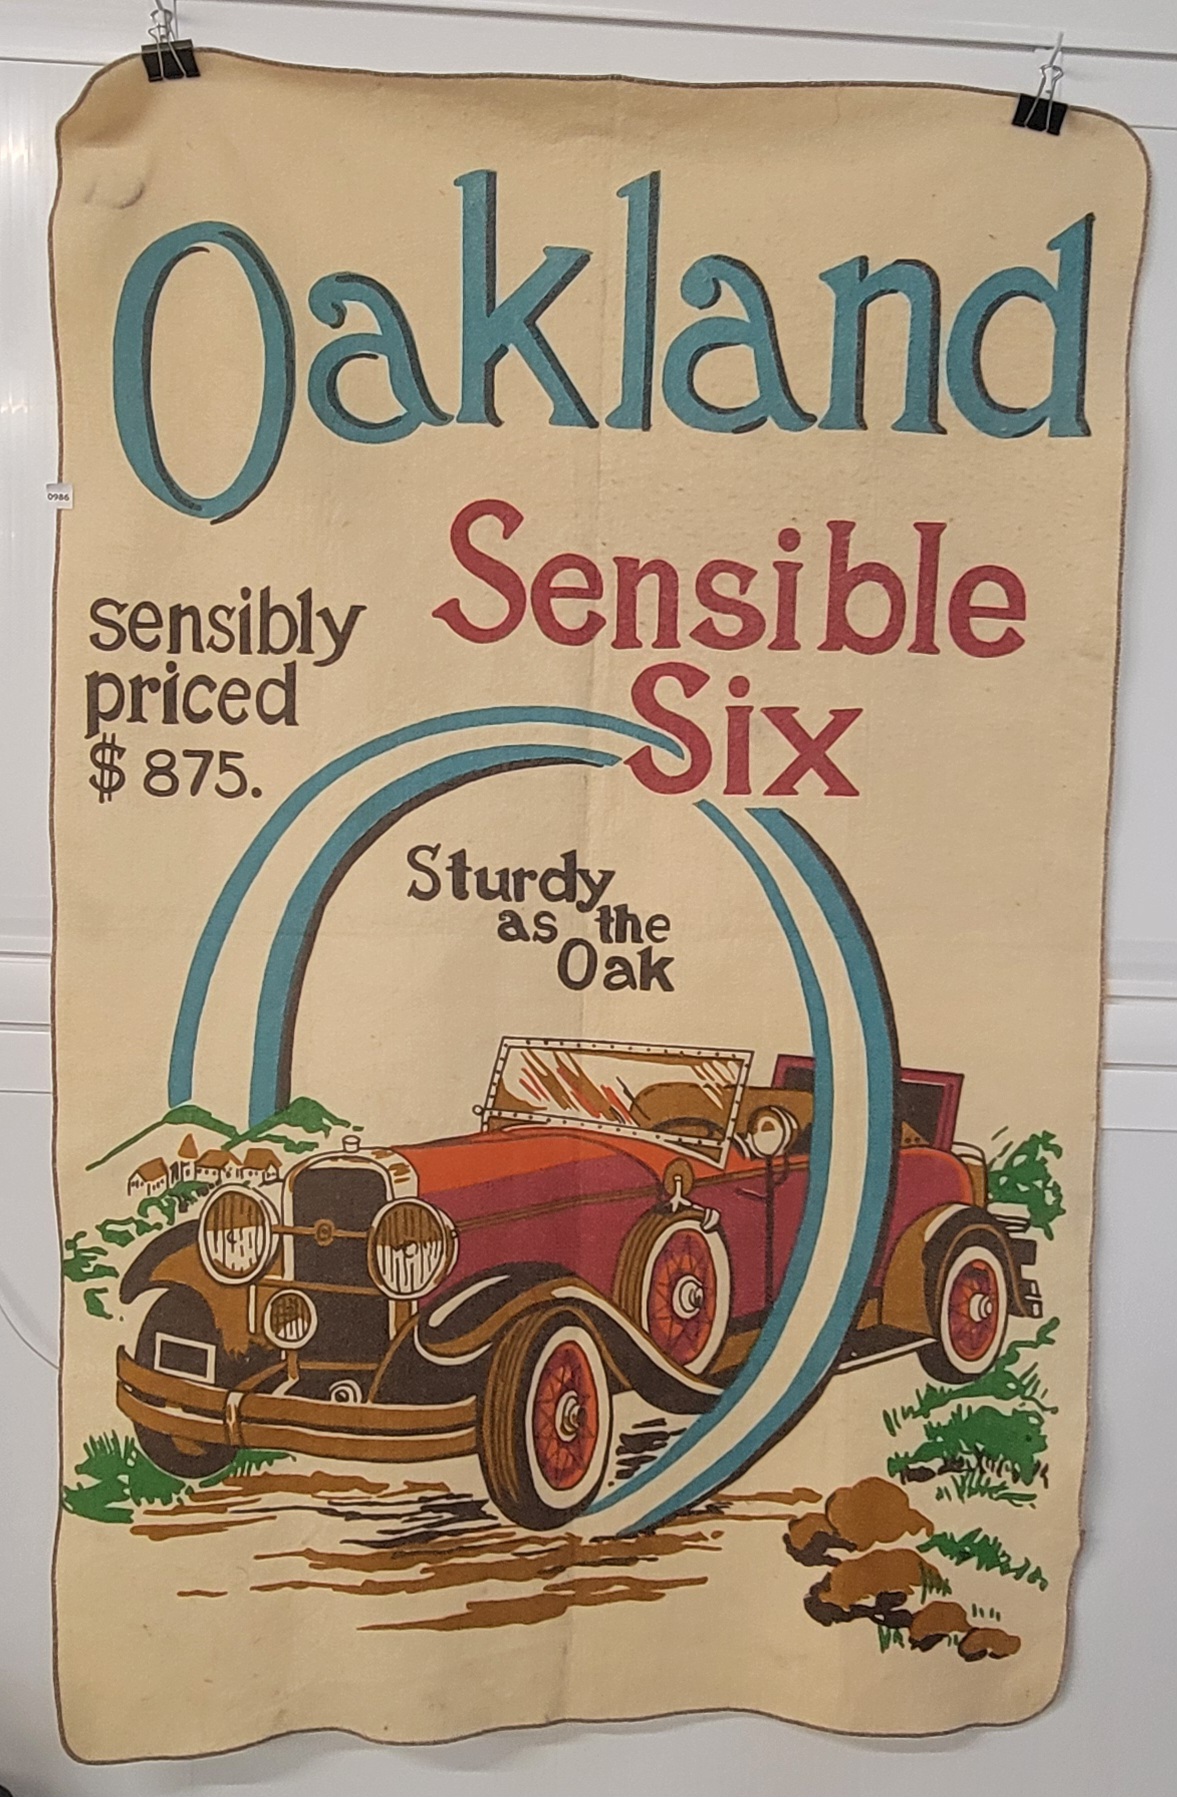 Oakland
Sensible
Six
sensibly
priced
$ 875.
Sturdy
as the
Oak
0986